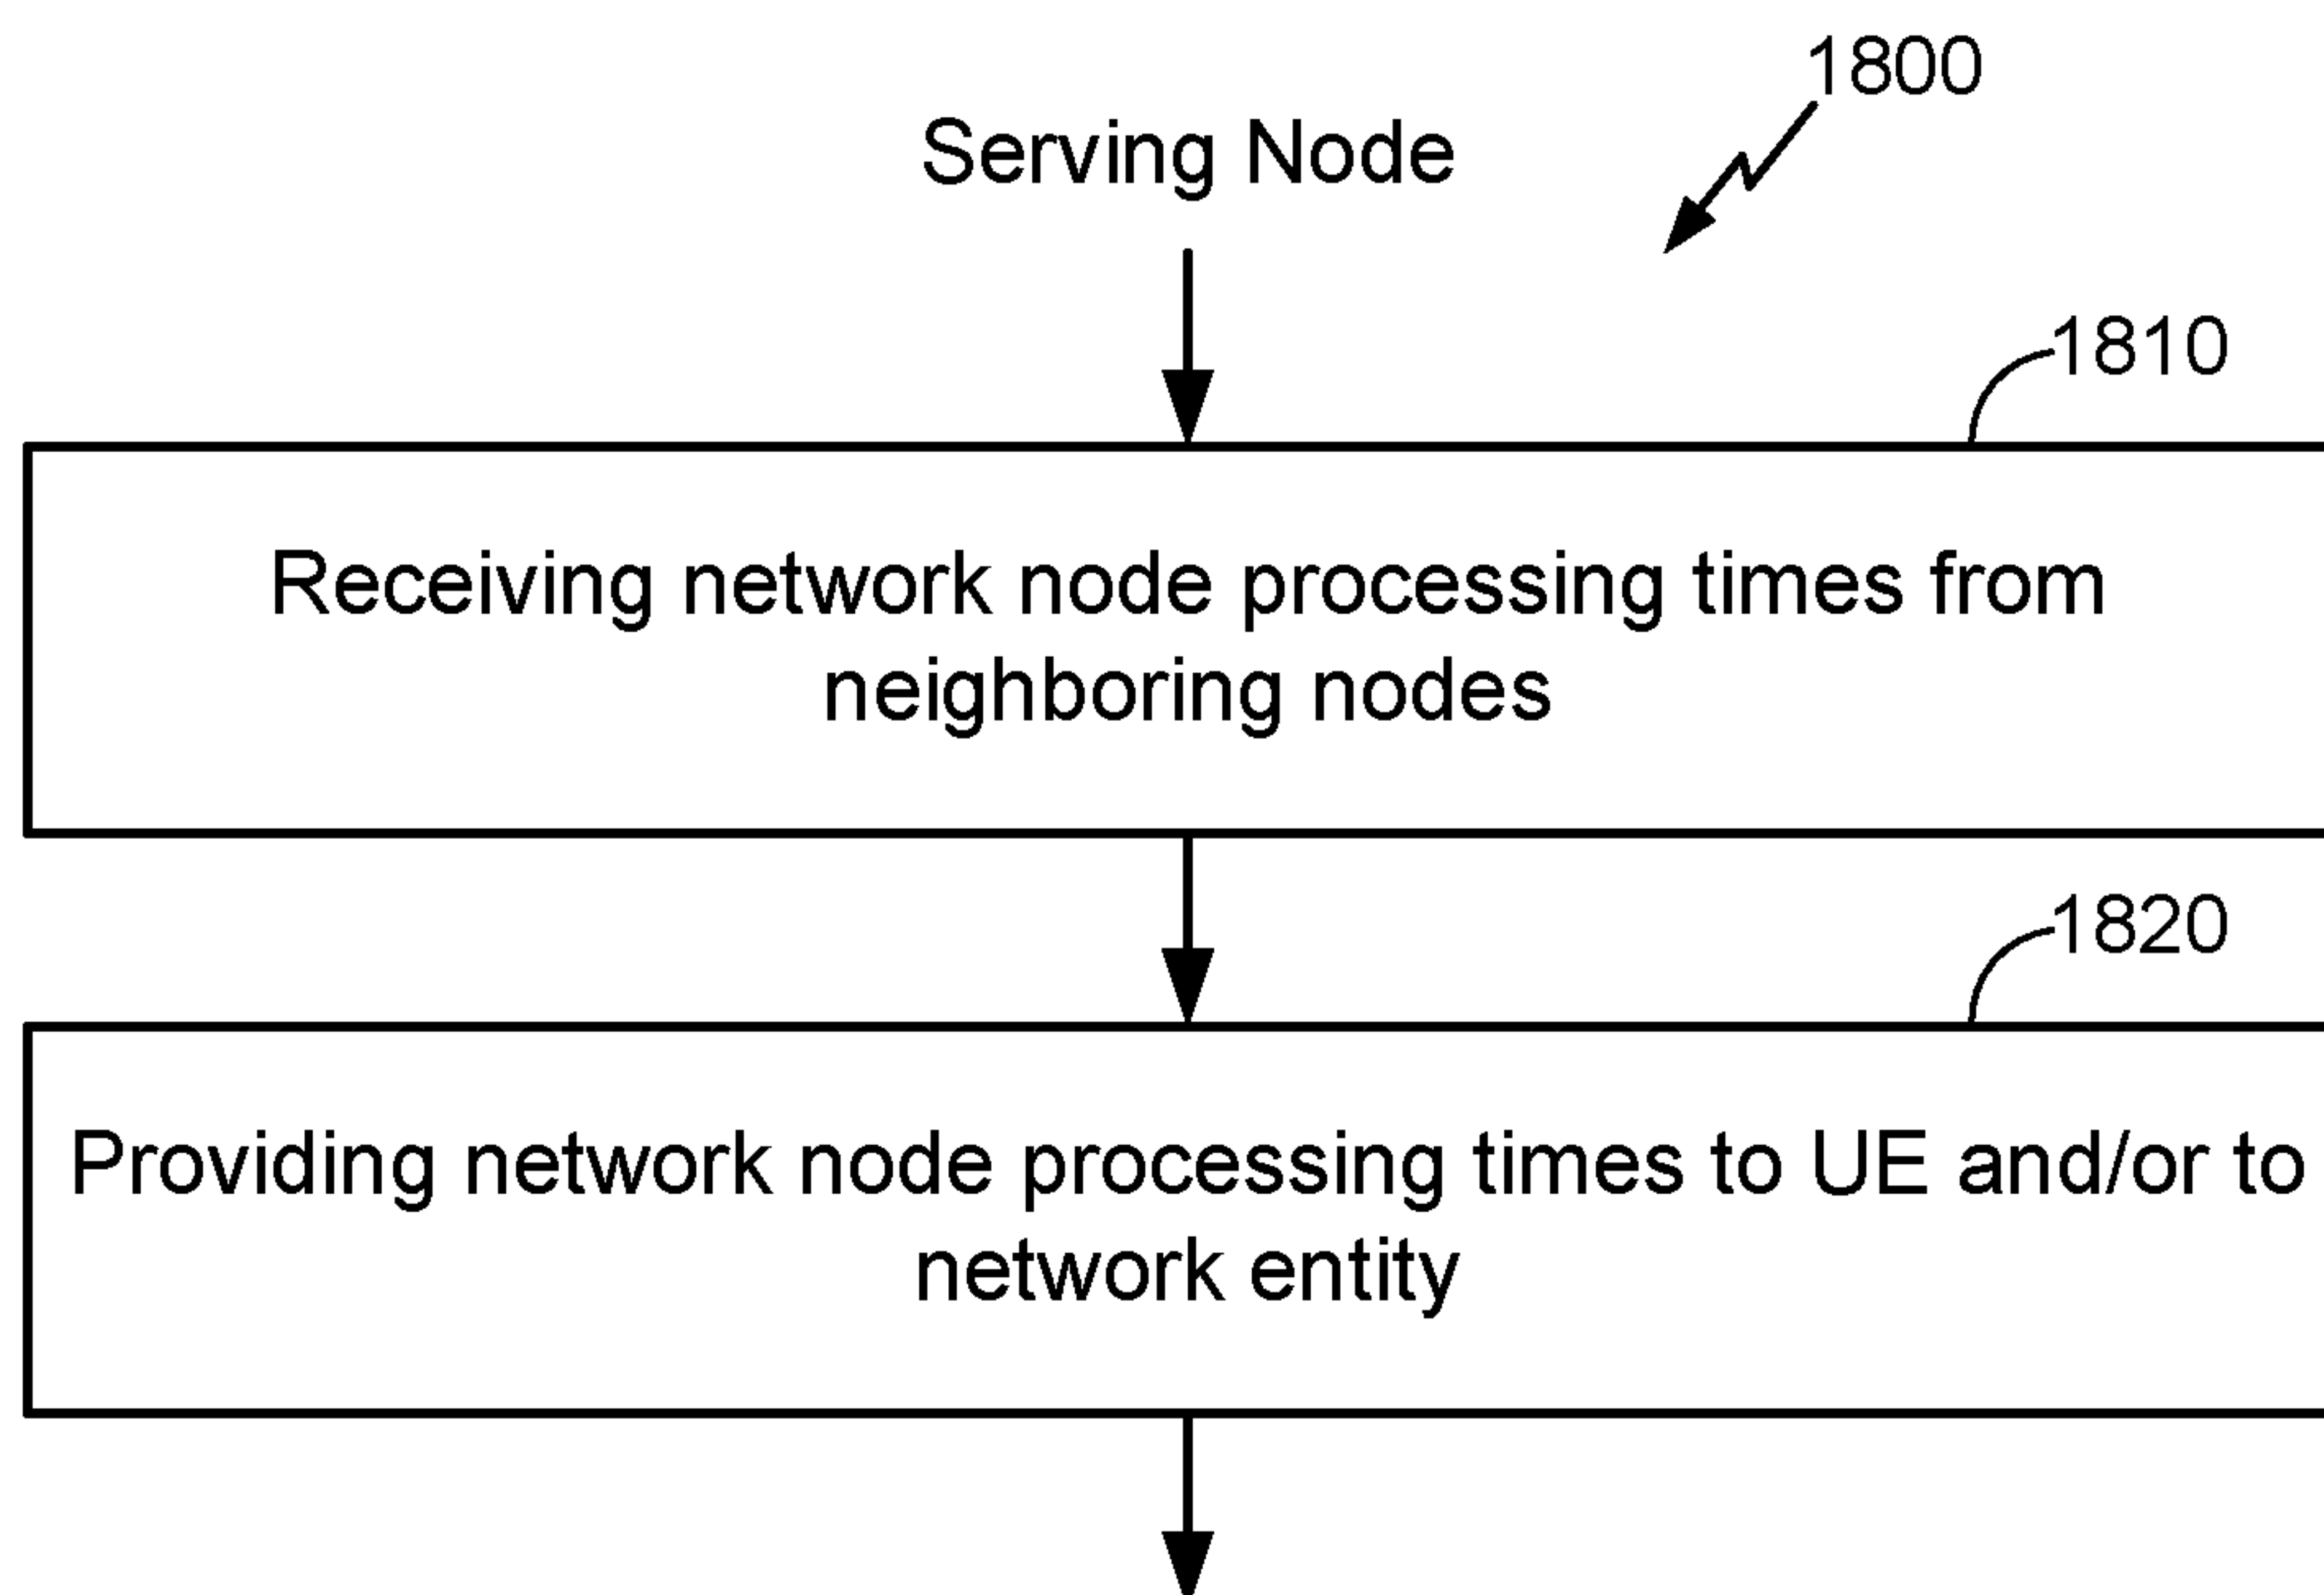 1800
Serving Node
1810
Receiving network node processing times from
neighboring nodes
1820
Providing network node processing times to UE and/or to
network entity